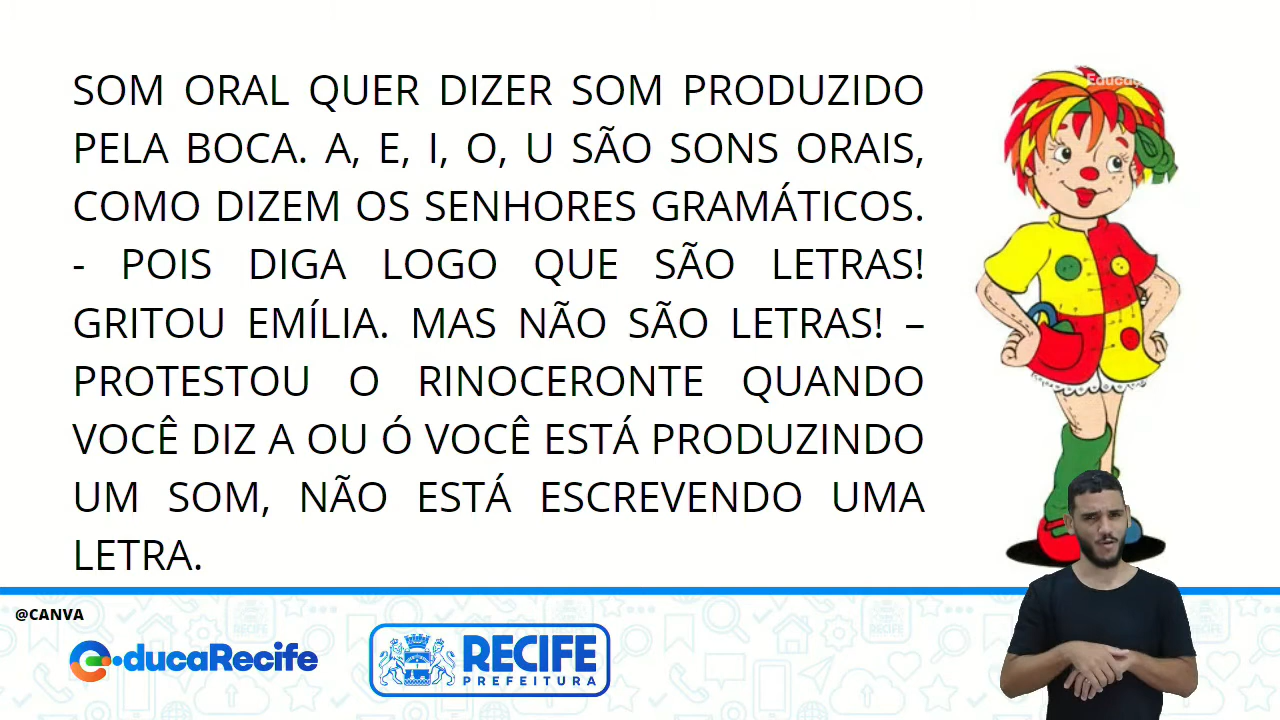 SOM ORAL QUER DIZER SOM PRODUZIDO
PELA BOCA. A, E, I, O, U SÃO SONS ORAIS,
COMO DIZEM OS SENHORES GRAMÁTICOS.
- POIS DIGA LOGO QUE SÃO LETRAS!
GRITOU EMÍLIA. MAS NÃO SÃO LETRAS! –
PROTESTOU O RINOCERONTE QUANDO
VOCÊ DIZ A OU Ó VOCÊ ESTÁ PRODUZINDO
UM SOM, NÃO ESTÁ ESCREVENDO UMA
LETRA.
@CANVA
EducaRecife
RECIFE
PREFEITURA